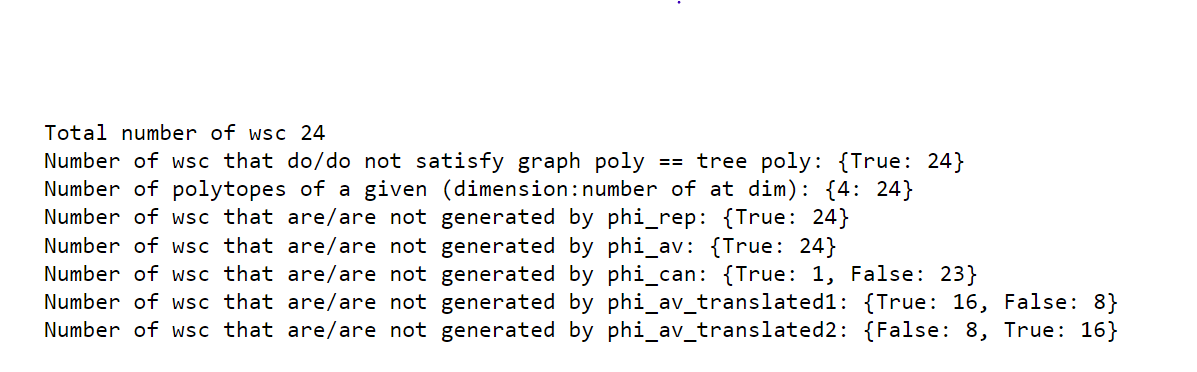 Total number of wsc 24
Number of wsc that do/do not satisfy graph poly == tree poly: {True: 24}
Number of polytopes of a given (dimension:number of at dim): {4: 24}
Number of wsc that are/are not generated by phi_rep: {True: 24}
Number of wsc that are/are not generated by phi_av: {True: 24}
Number of wsc that are/are not generated by phi_can: {True: 1, False: 23}
Number of wsc that are/are not generated by phi_av_translated1: {True: 16, False: 8}
Number of wsc that are/are not generated by phi_av_translated2: {False: 8, True: 16}